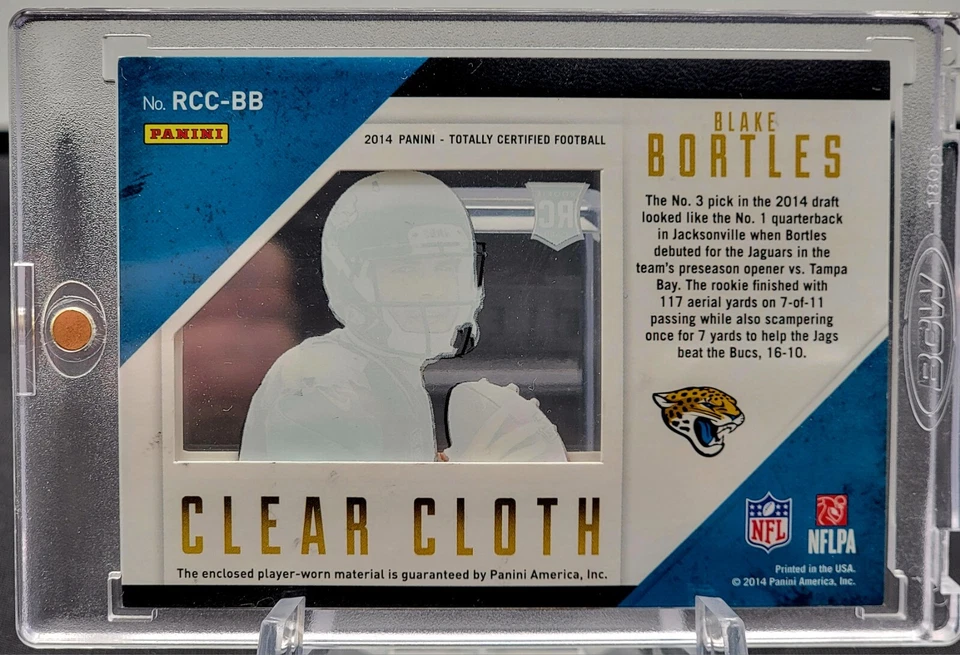 No. RCC-BB
PANINI
2014 PANINI - TOTALLY CERTIFIED FOOTBALL
RC
BLAKE
BORTLES
The No. 3 pick in the 2014 draft
looked like the No. 1 quarterback
in Jacksonville when Bortles
debuted for the Jaguars in the
team's preseason opener vs. Tampa
Bay. The rookie finished with
117 aerial yards on 7-of-11
passing while also scampering
once for 7 yards to help the Jags
beat the Bucs, 16-10.
CLEAR CLOTH
The enclosed player-worn material is guaranteed by Panini America, Inc.
NFL
NFLPA
Printed in the USA.
© 2014 Panini America, Inc.
180pt
BCW